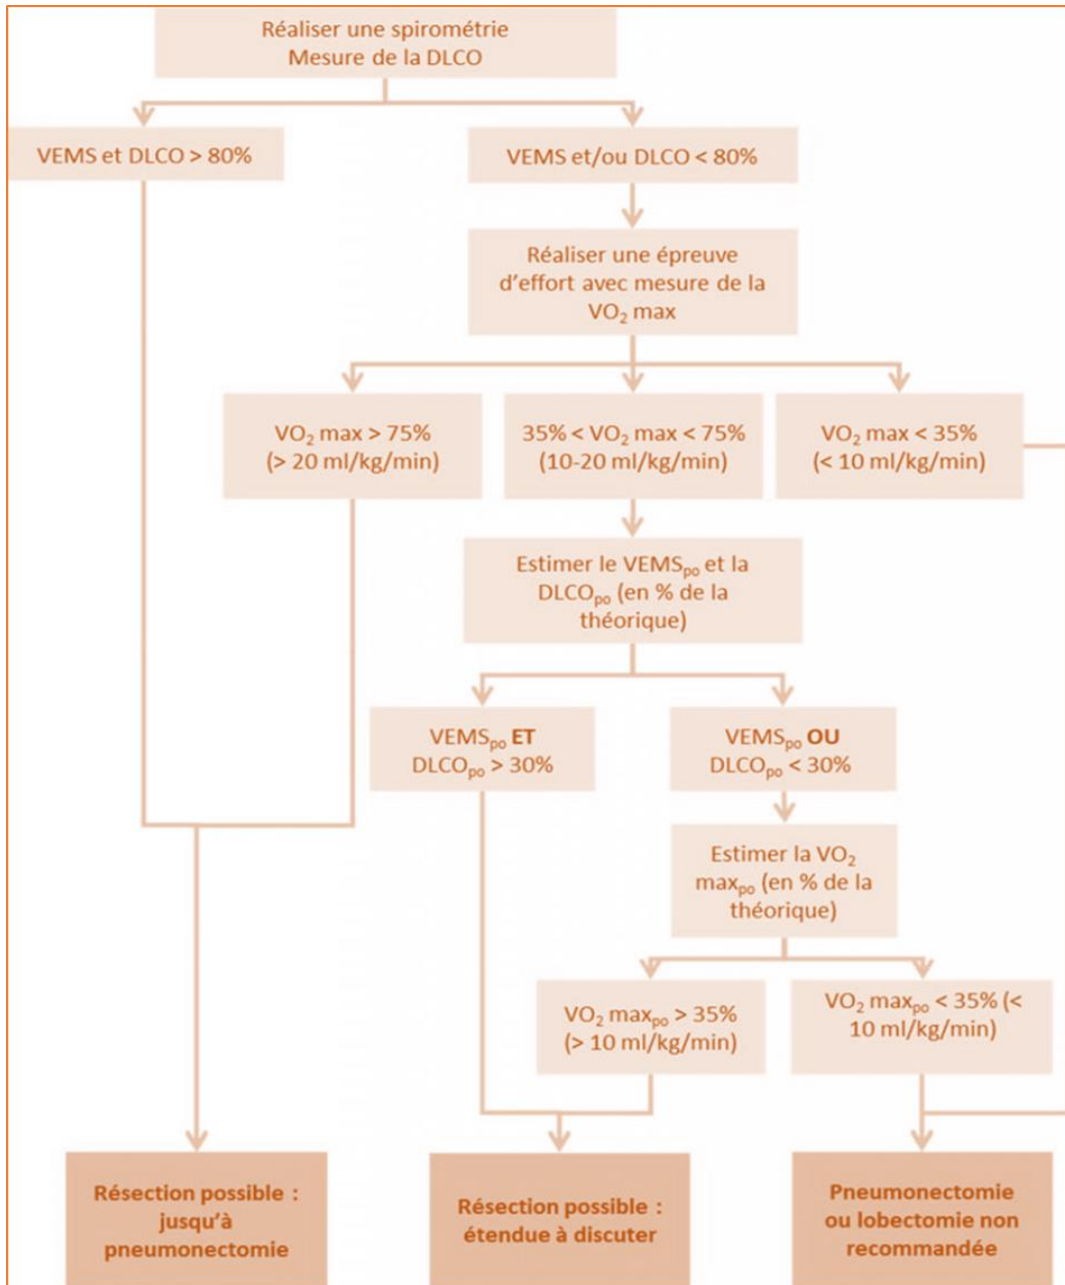 Réaliser une spirométrie
Mesure de la DLCO
VEMS et DLCO > 80%
VEMS et/ou DLCO < 80%
Réaliser une épreuve
d'effort avec mesure de la
VO₂ max
VO₂ max > 75%
(> 20 ml/kg/min)
35% < VO₂ max < 75%
(10-20 ml/kg/min)
VO₂ max < 35%
(< 10 ml/kg/min)
Estimer le VEMSpo et la
DLCOpo (en % de la
théorique)
VEMSpo ET
DLCOpo > 30%
VEMSpo OU
DLCOpo < 30%
Estimer la VO₂
maxpo (en % de la
théorique)
VO₂ maxpo > 35%
(> 10 ml/kg/min)
VO₂ maxpo < 35% (<
10 ml/kg/min)
Résection possible :
jusqu'à
pneumonectomie
Résection possible :
étendue à discuter
Pneumonectomie
ou lobectomie non
recommandée